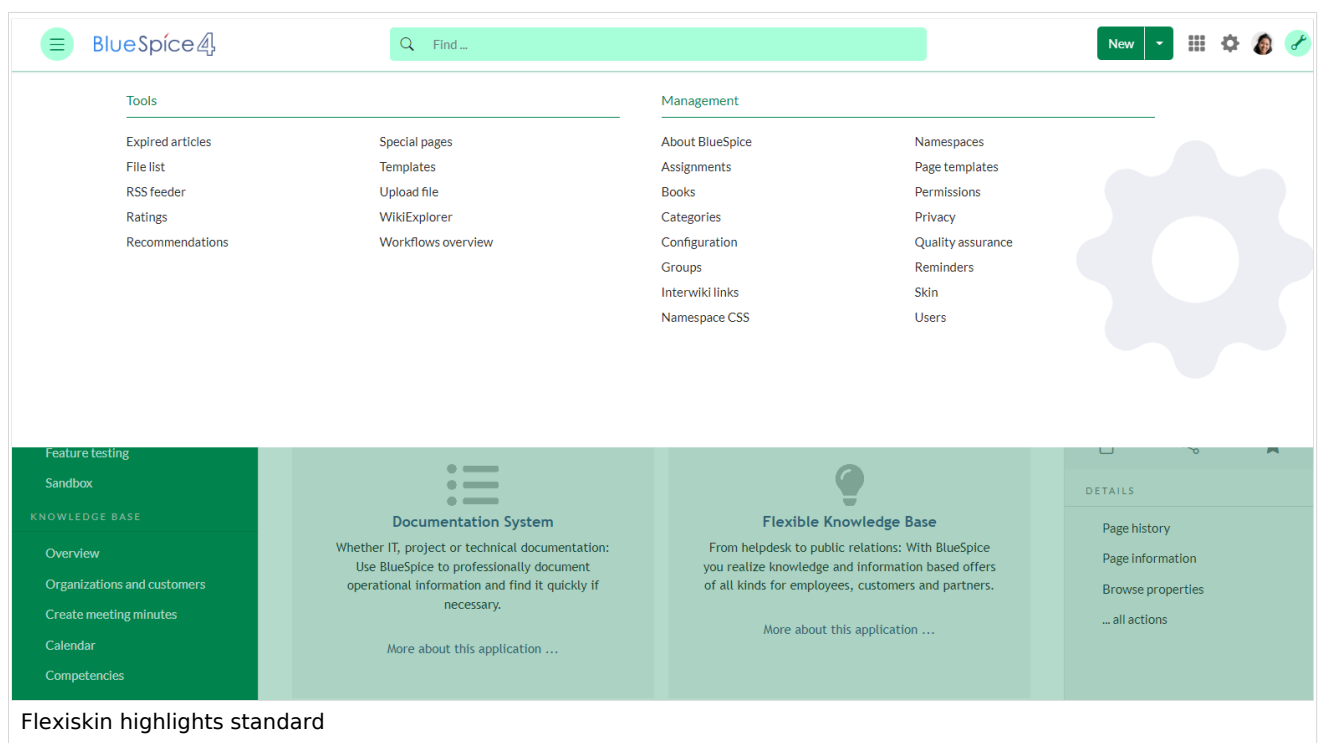 BlueSpice 4
Find ...
New
Tools
Expired articles
File list
RSS feeder
Ratings
Recommendations
Special pages
Templates
Upload file
WikiExplorer
Workflows overview
Management
About BlueSpice
Assignments
Books
Categories
Configuration
Groups
Interwiki links
Namespace CSS
Namespaces
Page templates
Permissions
Privacy
Quality assurance
Reminders
Skin
Users
Feature testing
Sandbox
KNOWLEDGE BASE
Overview
Organizations and customers
Create meeting minutes
Calendar
Competencies
Documentation System
Whether IT, project or technical documentation:
Use BlueSpice to professionally document
operational information and find it quickly if
necessary.
More about this application ...
Flexible Knowledge Base
From helpdesk to public relations: With BlueSpice
you realize knowledge and information based offers
of all kinds for employees, customers and partners.
More about this application ...
DETAILS
Page history
Page information
Browse properties
... all actions
Flexiskin highlights standard